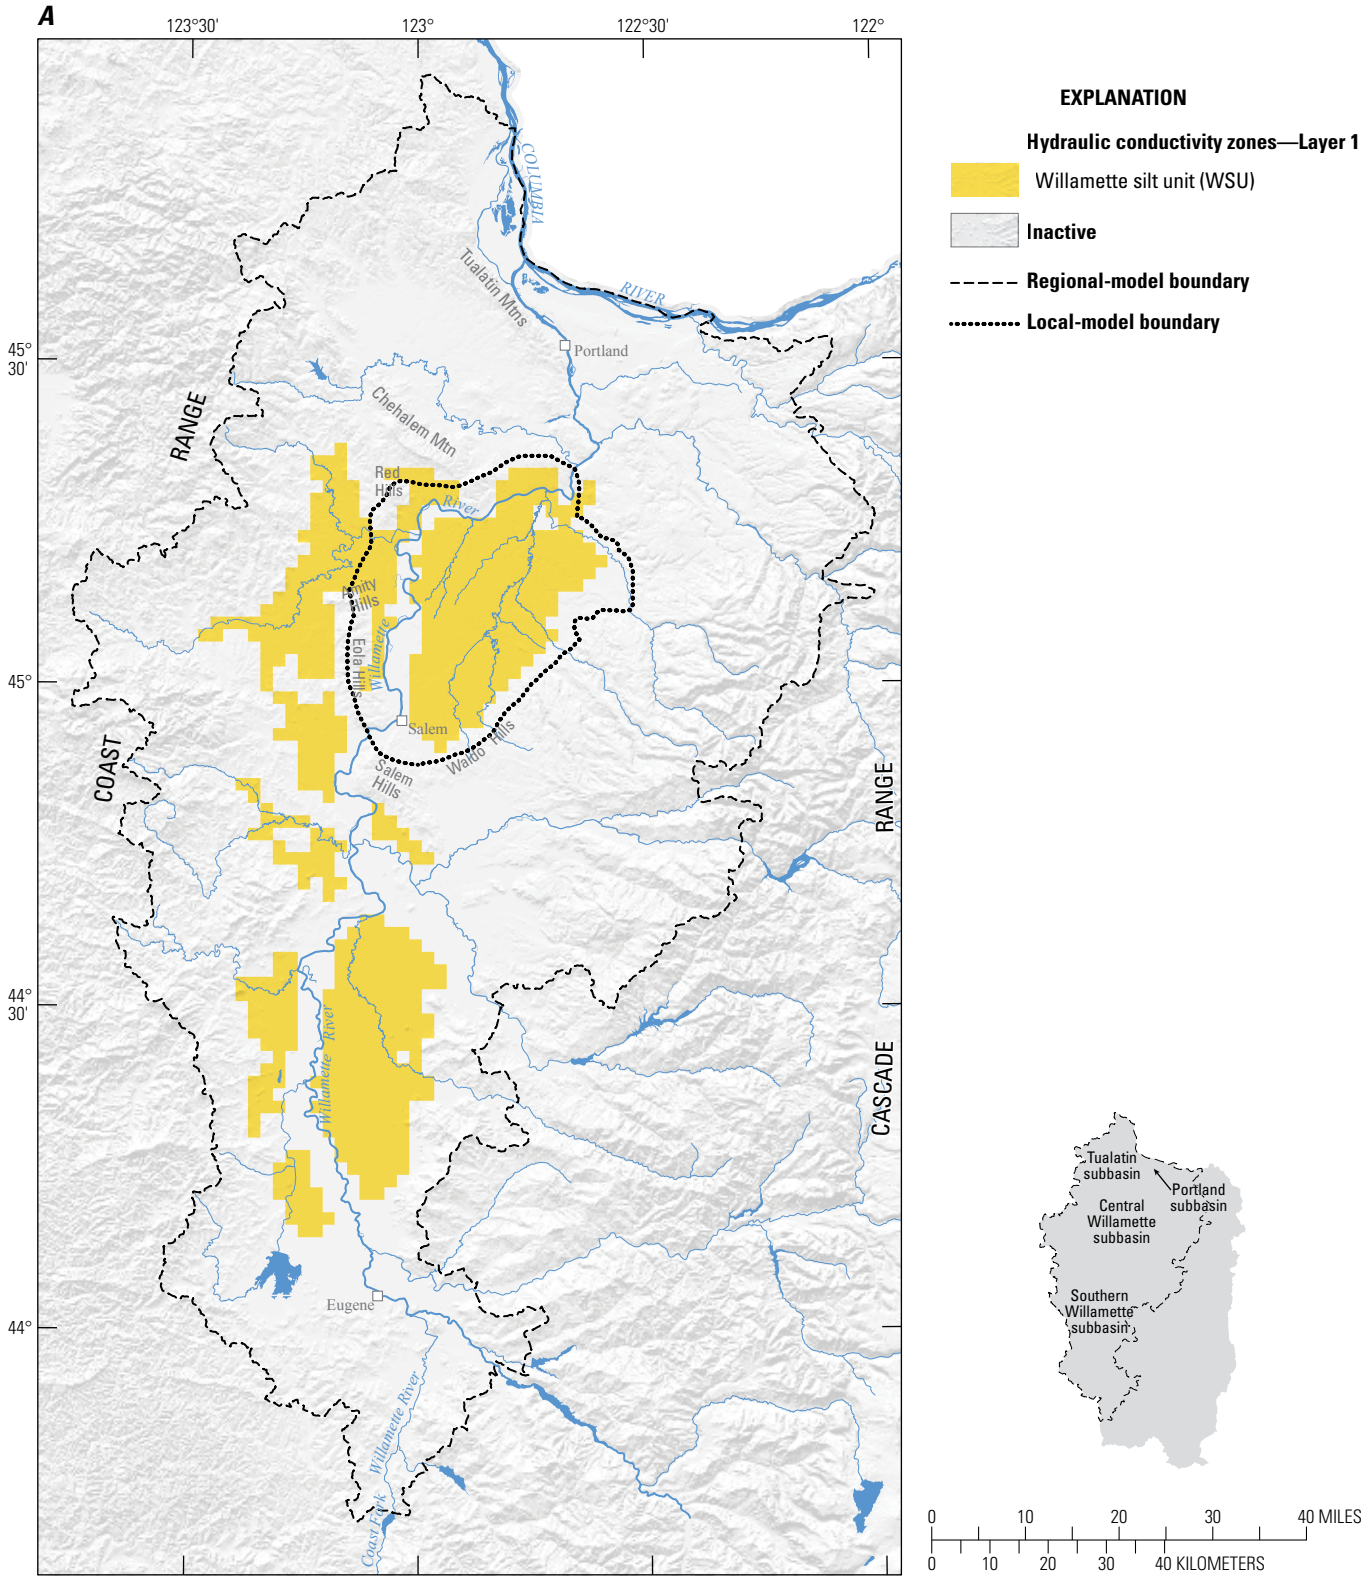 A
123°30'
123°
122°30'
122°
COLUMBIA
RIVER
Tualatin Mtns
45°
30'
Portland
RANGE
Chehalem Mtn
Red
Hills
River
Amity
Hills
Eola Hills
Willamette
45°
Salem
Waldo Hills
Salem
Hills
COAST
RANGE
44°
30'
Willamette River
CASCADE
Eugene
44°
Coast Fork Willamette River
EXPLANATION
Hydraulic conductivity zones—Layer 1
Willamette silt unit (WSU)
Inactive
Regional-model boundary
Local-model boundary
Tualatin
subbasin
Portland
subbasin
Central
Willamette
subbasin
Southern
Willamette
subbasin
0 10 20 30 40 MILES
0 10 20 30 40 KILOMETERS